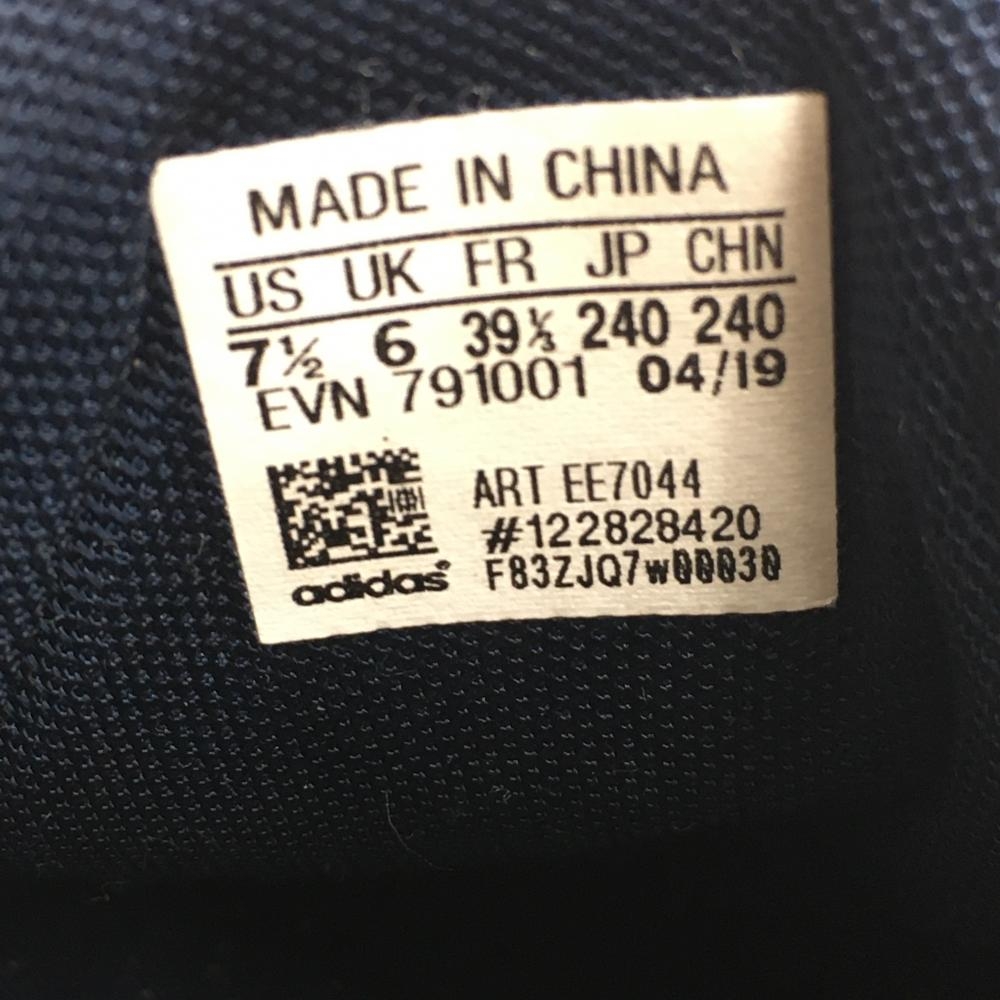 MADE IN CHINA
US UK FR JP CHN
7½ 6 39⅓ 240 240
EVN 791001 04/19
ART EE7044
#122828420
F83ZJQ7w00030
adidas®